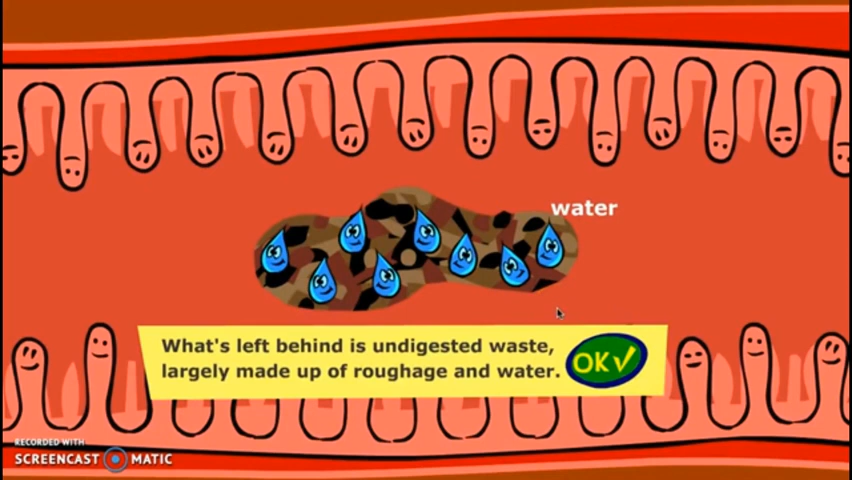 water
What's left behind is undigested waste,
largely made up of roughage and water.
OK
RECORDED WITH
SCREENCAST MATIC